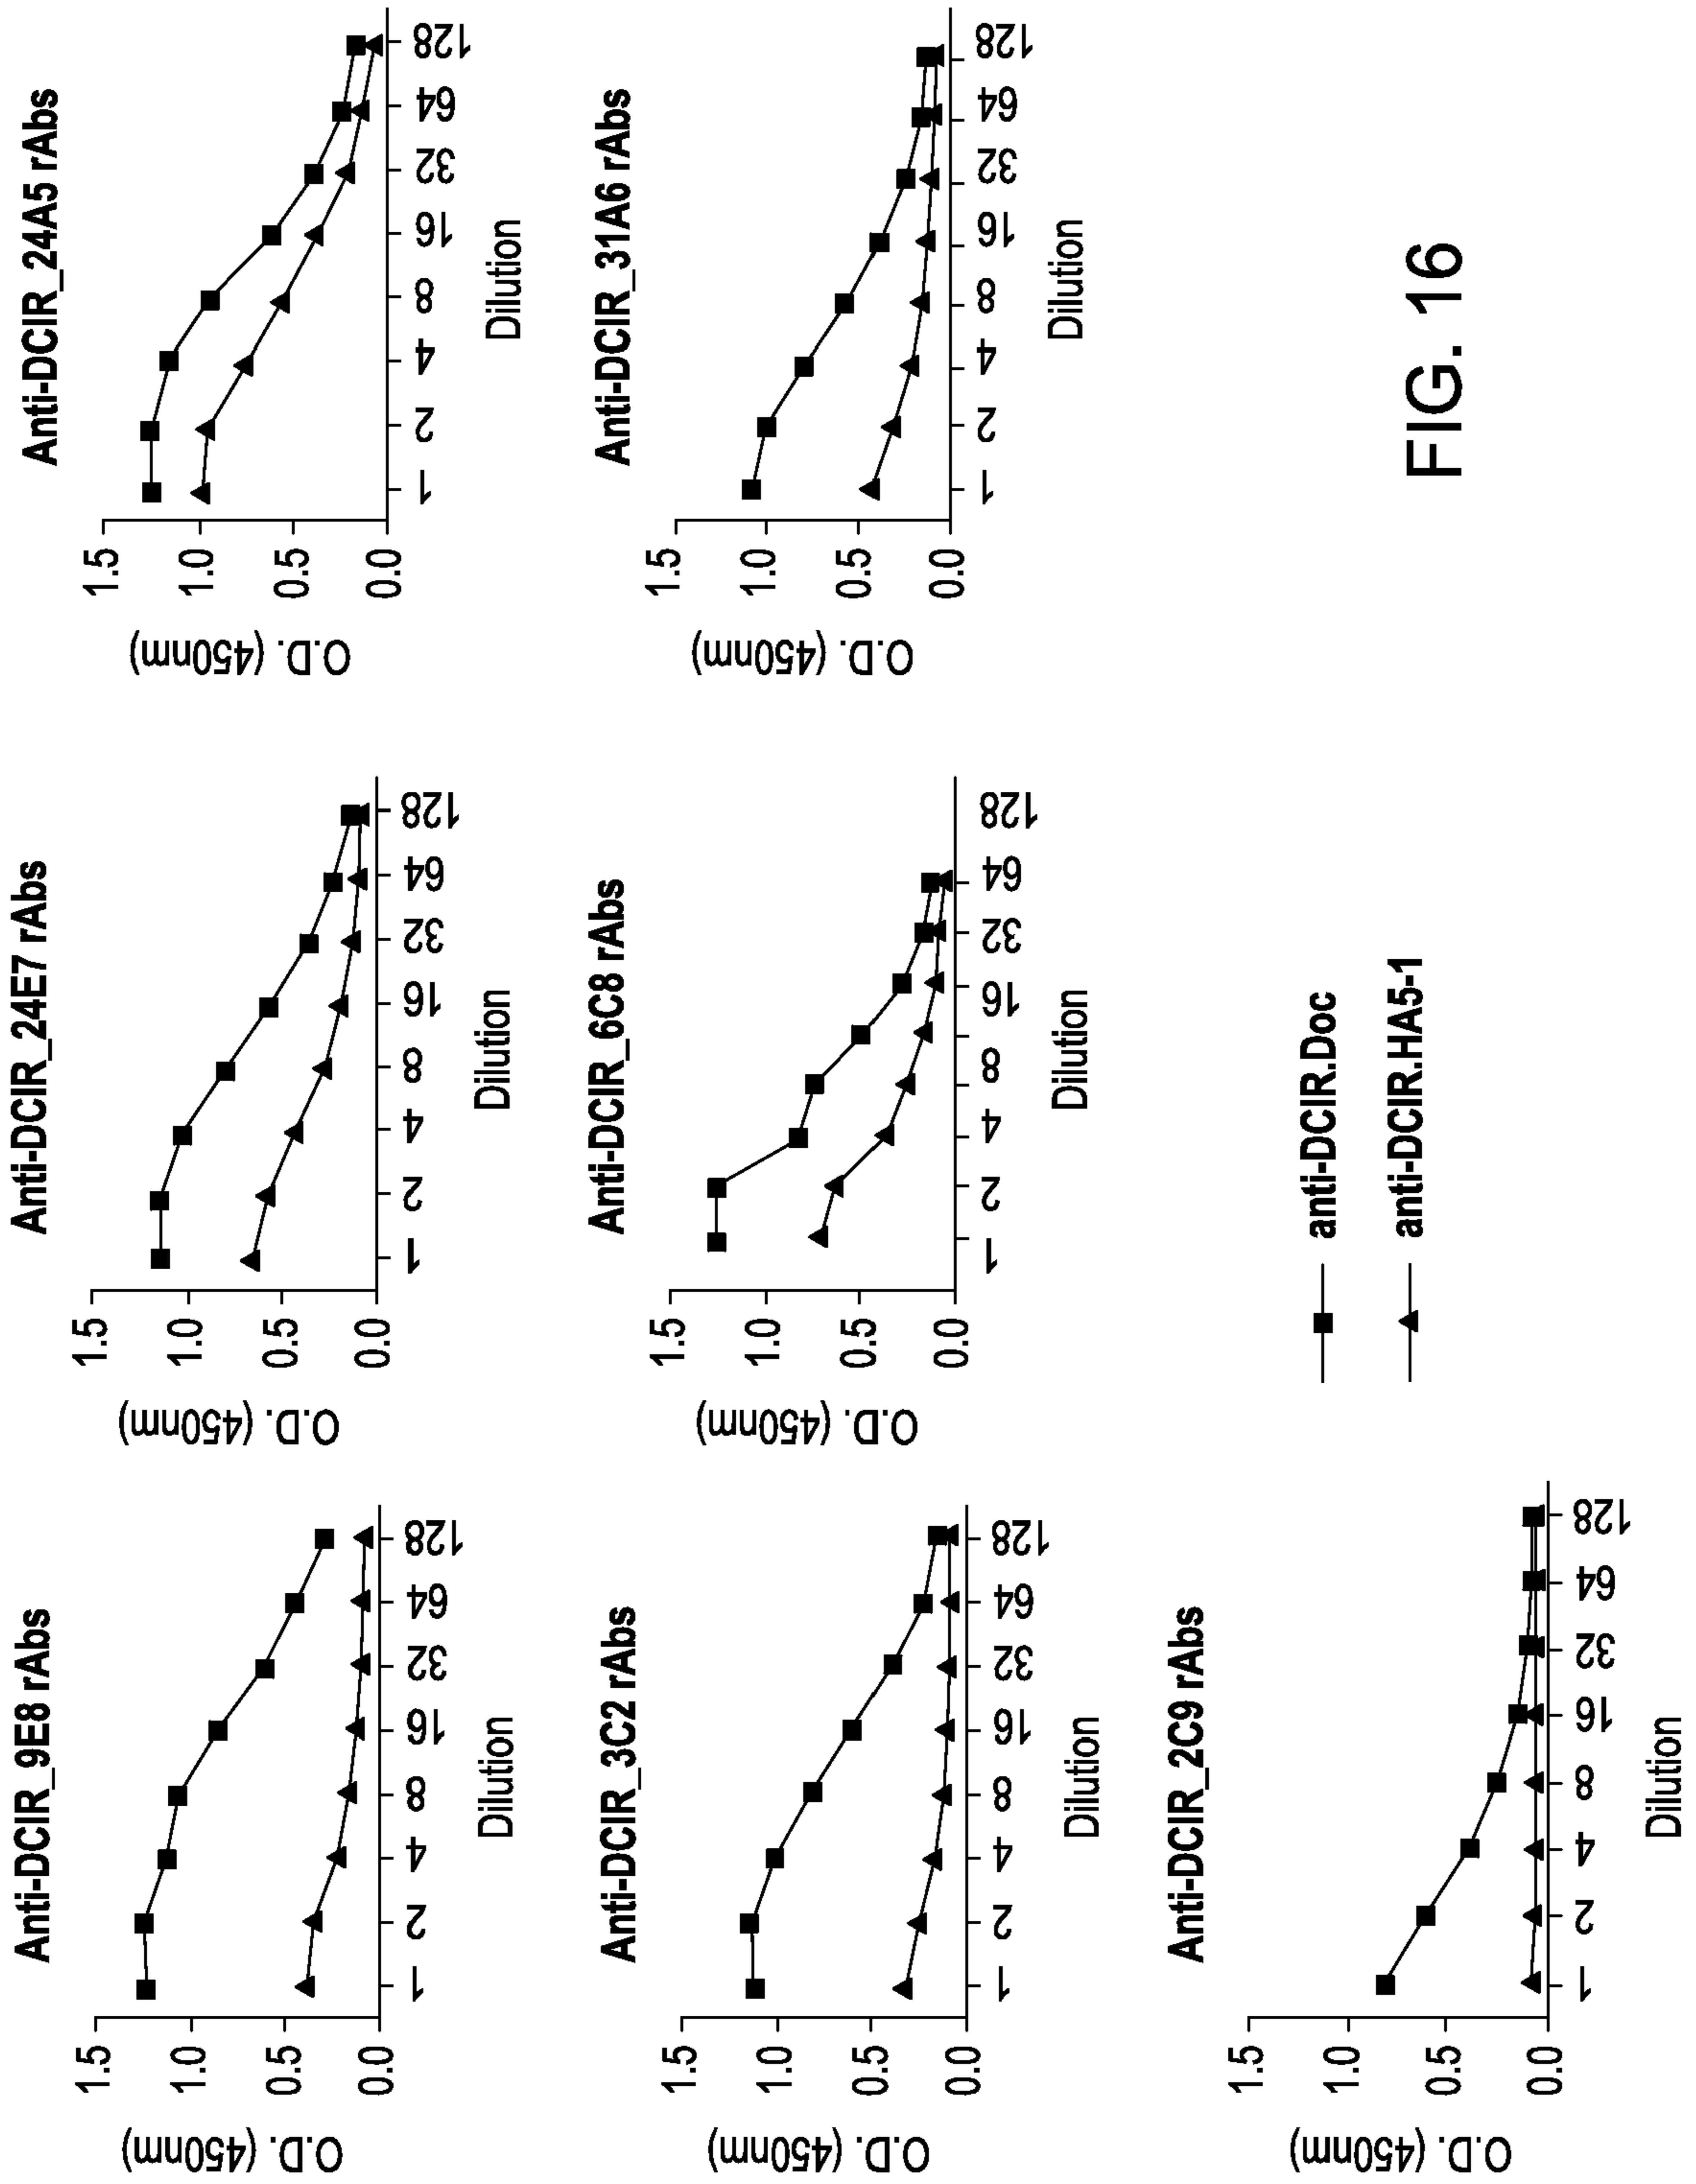 Anti-DCIR_9E8 rAbs
O.D. (450nm)
1.5
1.0
0.5
0.0
1 2 4 8 16 32 64 128
Dilution
Anti-DCIR_24E7 rAbs
O.D. (450nm)
1.5
1.0
0.5
0.0
1 2 4 8 16 32 64 128
Dilution
Anti-DCIR_24A5 rAbs
O.D. (450nm)
1.5
1.0
0.5
0.0
1 2 4 8 16 32 64 128
Dilution
Anti-DCIR_3C2 rAbs
O.D. (450nm)
1.5
1.0
0.5
0.0
1 2 4 8 16 32 64 128
Dilution
Anti-DCIR_6C8 rAbs
O.D. (450nm)
1.5
1.0
0.5
0.0
1 2 4 8 16 32 64 128
Dilution
Anti-DCIR_31A6 rAbs
O.D. (450nm)
1.5
1.0
0.5
0.0
1 2 4 8 16 32 64 128
Dilution
Anti-DCIR_2C9 rAbs
O.D. (450nm)
1.5
1.0
0.5
0.0
1 2 4 8 16 32 64 128
Dilution
anti-DCIR.Doc
anti-DCIR.HA5-1
FIG. 16